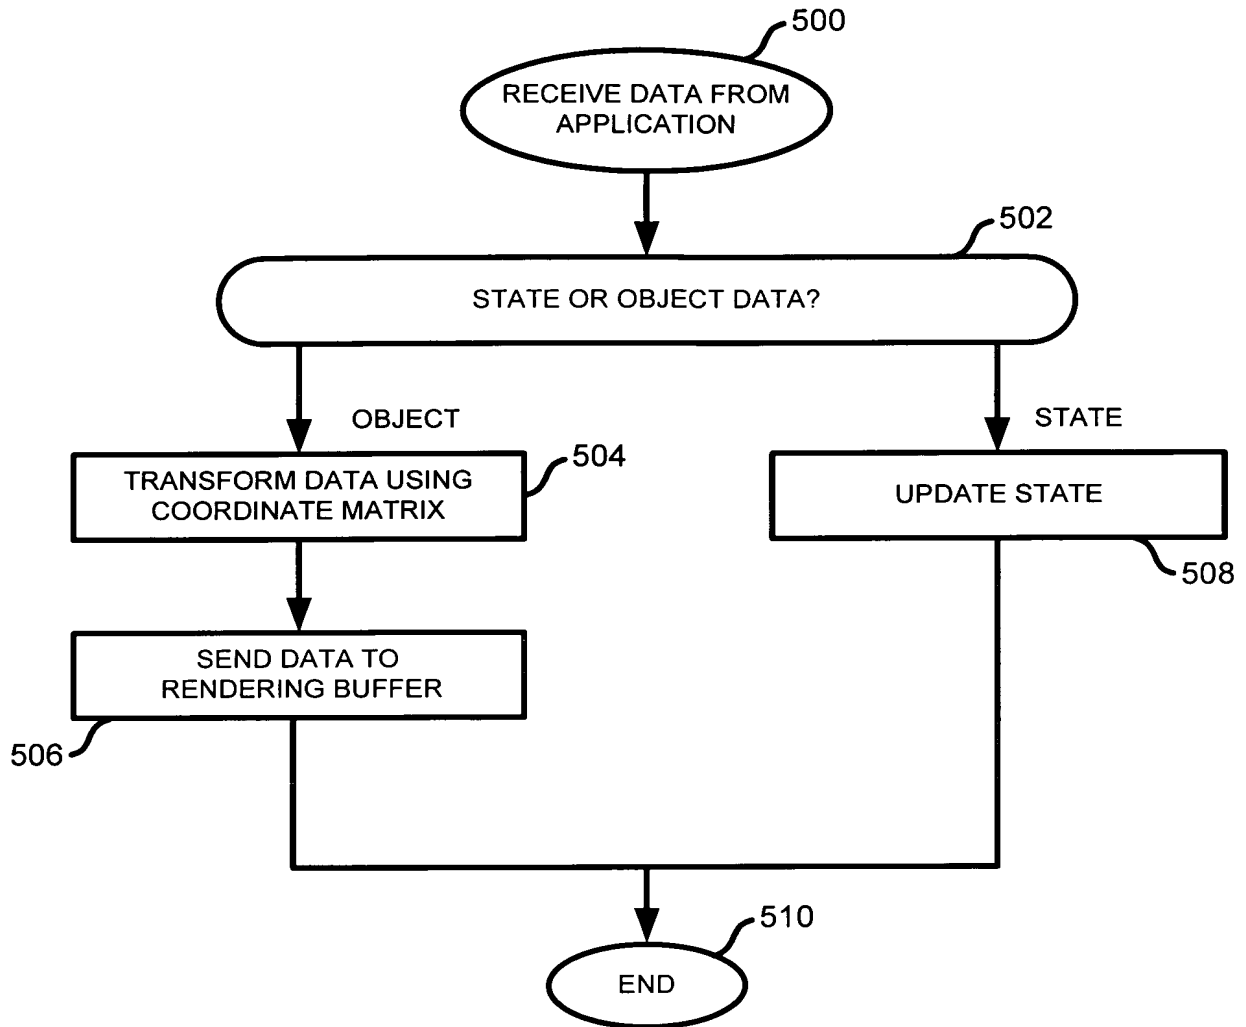 500
RECEIVE DATA FROM
APPLICATION
502
STATE OR OBJECT DATA?
OBJECT
STATE
504
TRANSFORM DATA USING
COORDINATE MATRIX
UPDATE STATE
508
SEND DATA TO
RENDERING BUFFER
506
510
END